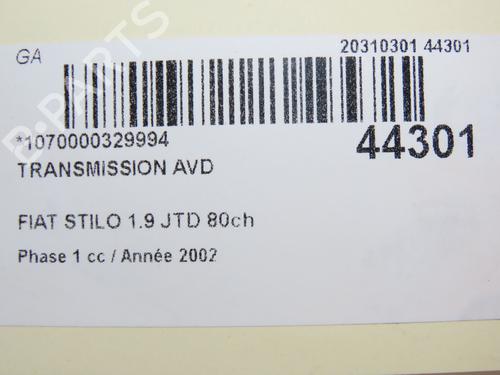 GA
20310301 44301
*1070000329994
44301
TRANSMISSION AVD
FIAT STILO 1.9 JTD 80ch
Phase 1 cc / Année 2002
B-PARTS